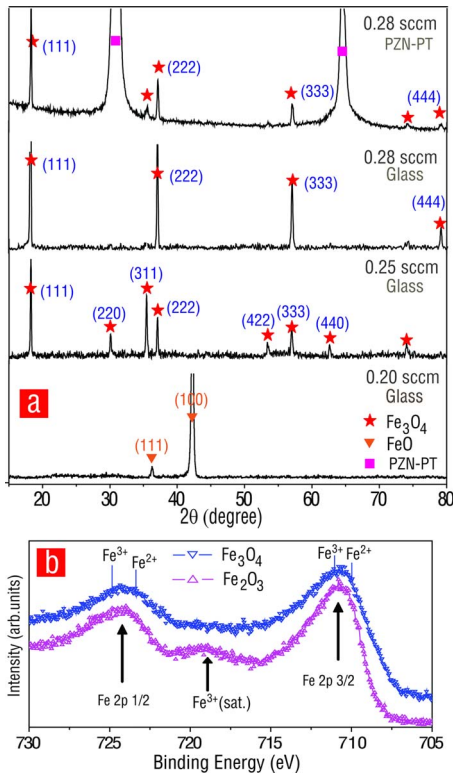 0.28 sccm
PZN-PT
(111)
(222)
(333)
(444)
0.28 sccm
Glass
(111)
(222)
(333)
(444)
0.25 sccm
Glass
(111)
(220)
(311)
(222)
(422)
(333)
(440)
0.20 sccm
Glass
a
(111)
(100)
Fe3O4
FeO
PZN-PT
20 30 40 50 60 70 80
2θ (degree)
b
Fe3+
Fe2+
Fe3O4
Fe2O3
Fe3+
Fe2+
Fe 2p 1/2
Fe3+(sat.)
Fe 2p 3/2
Intensity (arb.units)
730 725 720 715 710 705
Binding Energy (eV)